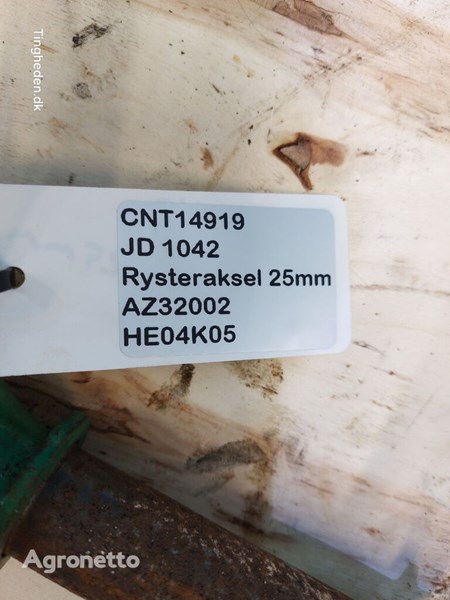 Tingheden.dk
CNT14919
JD 1042
Rysteraksel 25mm
AZ32002
HE04K05
Agronetto